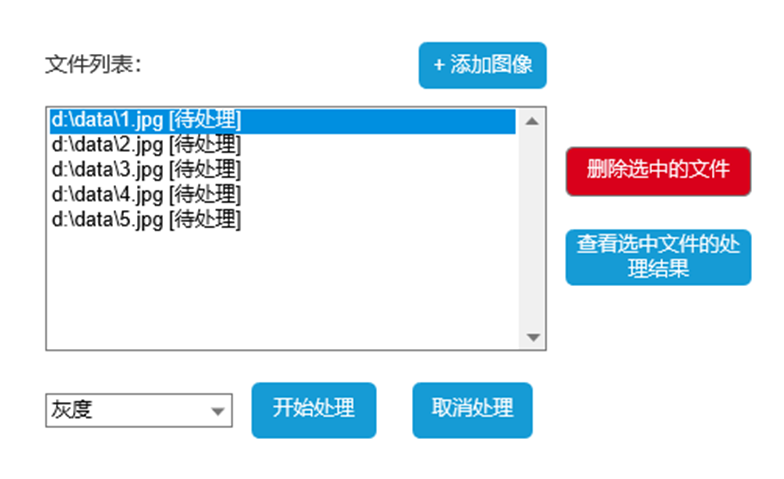 文件列表:
+ 添加图像
d:\data\1.jpg [待处理]
d:\data\2.jpg [待处理]
d:\data\3.jpg [待处理]
d:\data\4.jpg [待处理]
d:\data\5.jpg [待处理]
删除选中的文件
查看选中文件的处
理结果
灰度
开始处理
取消处理